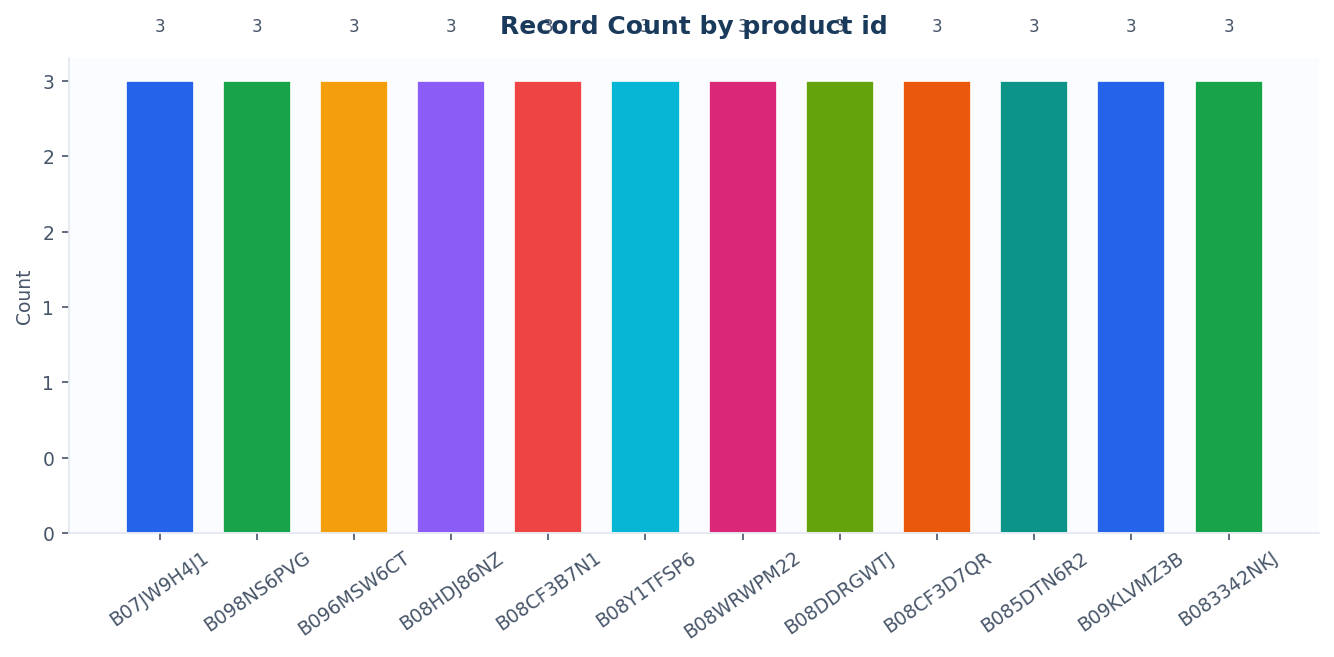 Record Count by product id
3 3 3 3 3 3 3 3 3 3 3 3
3
2
2
1
1
0
0
Count
B07JW9H4J1
B098NS6PVG
B096MSW6CT
B08HDJ86NZ
B08CF3B7N1
B08Y1TFSP6
B08WRWPM22
B08DDRGWTJ
B08CF3D7QR
B085DTN6R2
B09KLVMZ3B
B083342NKJ